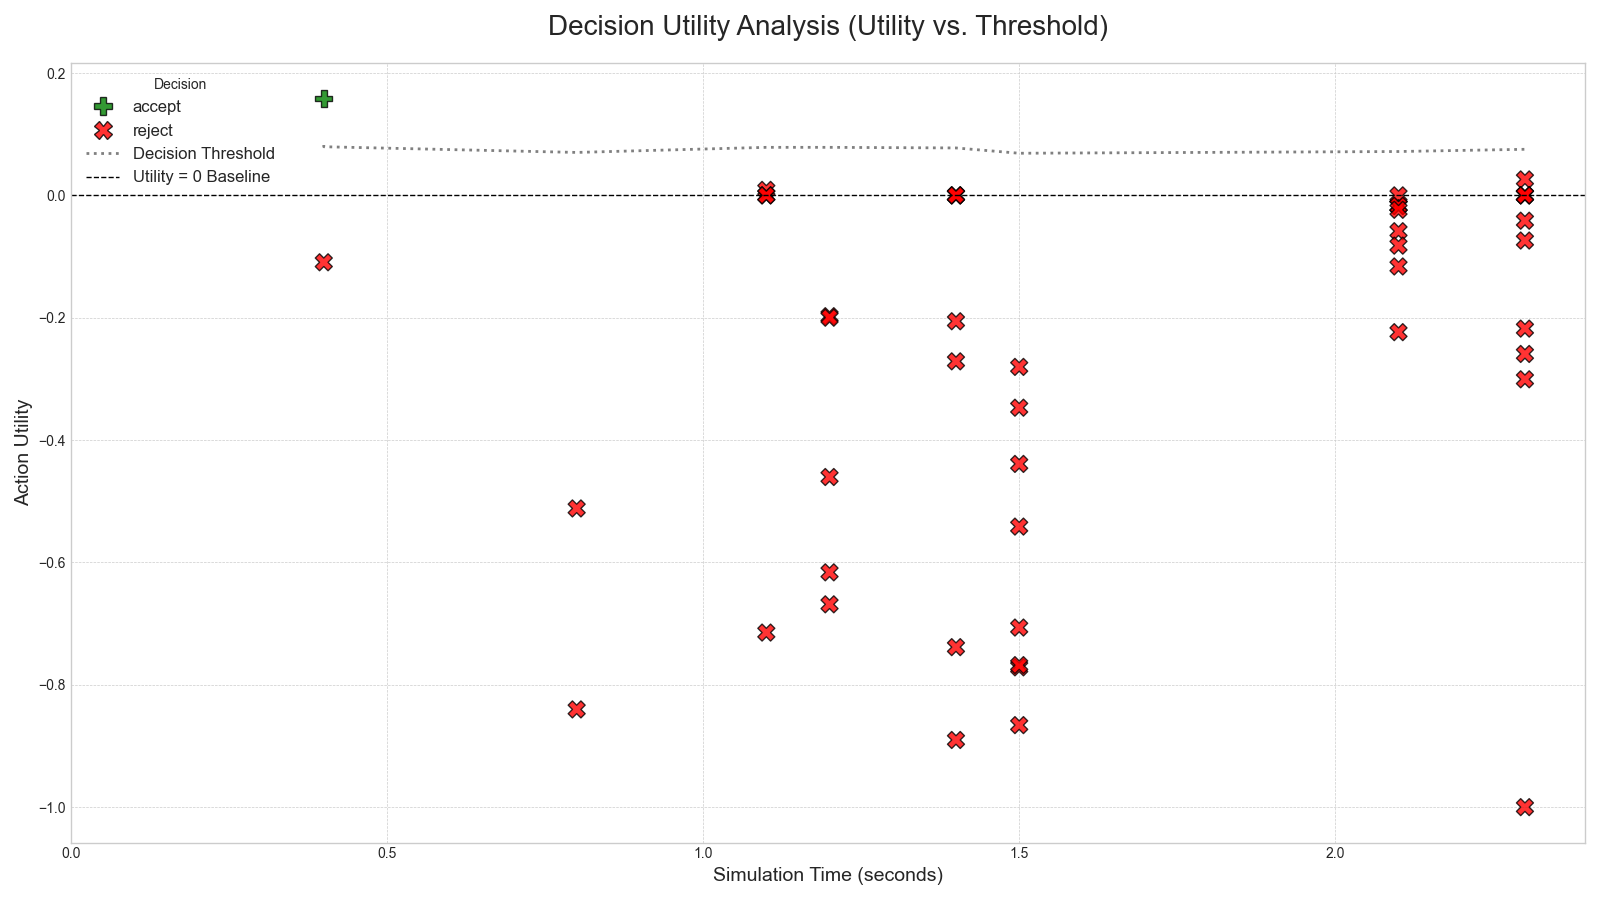 Decision Utility Analysis (Utility vs. Threshold)
Decision
accept
reject
Decision Threshold
Utility = 0 Baseline
Action Utility
0.2
0.0
−0.2
−0.4
−0.6
−0.8
−1.0
0.0
0.5
1.0
1.5
2.0
Simulation Time (seconds)